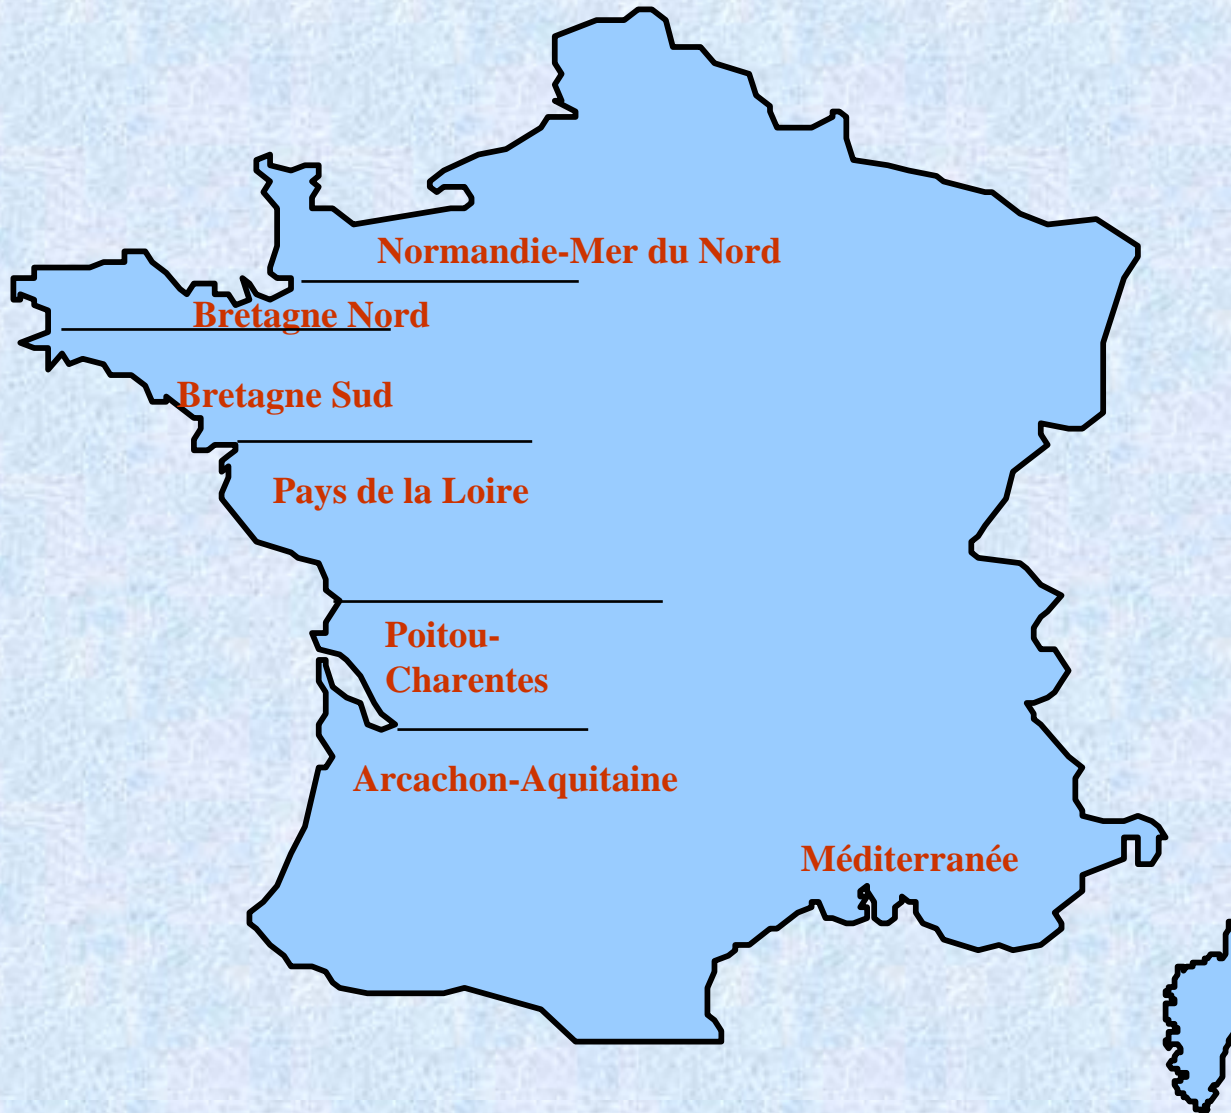 Normandie-Mer du Nord
Bretagne Nord
Bretagne Sud
Pays de la Loire
Poitou-
Charentes
Arcachon-Aquitaine
Méditerranée